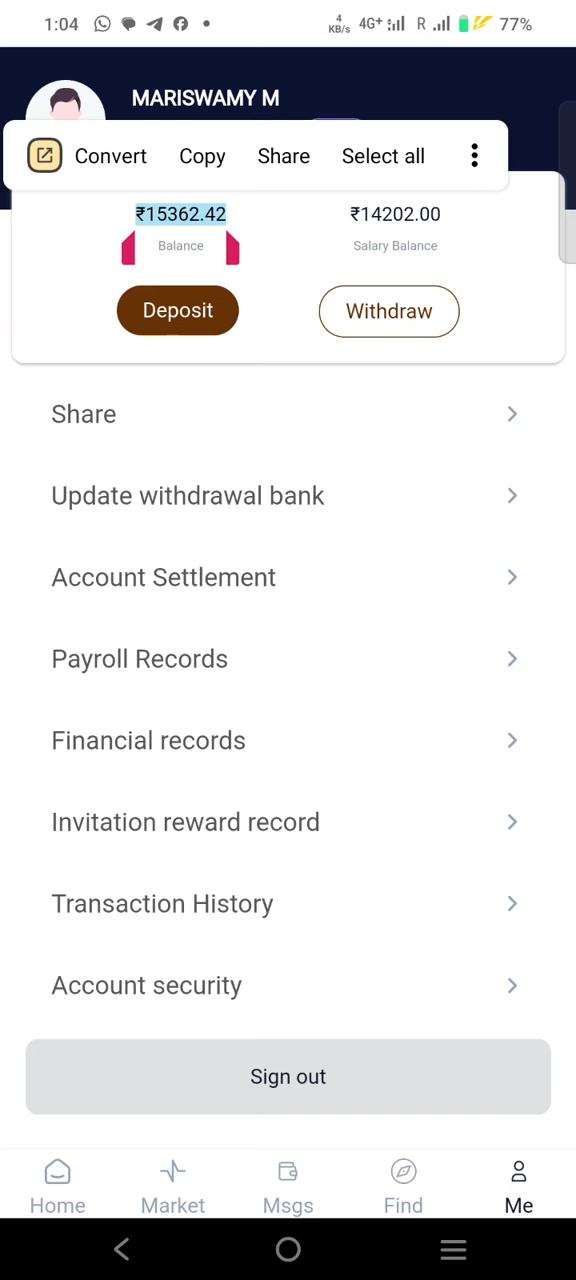 1:04
4 KB/s 4G+ R 77%
MARISWAMY M
Convert Copy Share Select all
₹15362.42 ₹14202.00
Balance Salary Balance
Deposit Withdraw
Share
Update withdrawal bank
Account Settlement
Payroll Records
Financial records
Invitation reward record
Transaction History
Account security
Sign out
Home Market Msgs Find Me